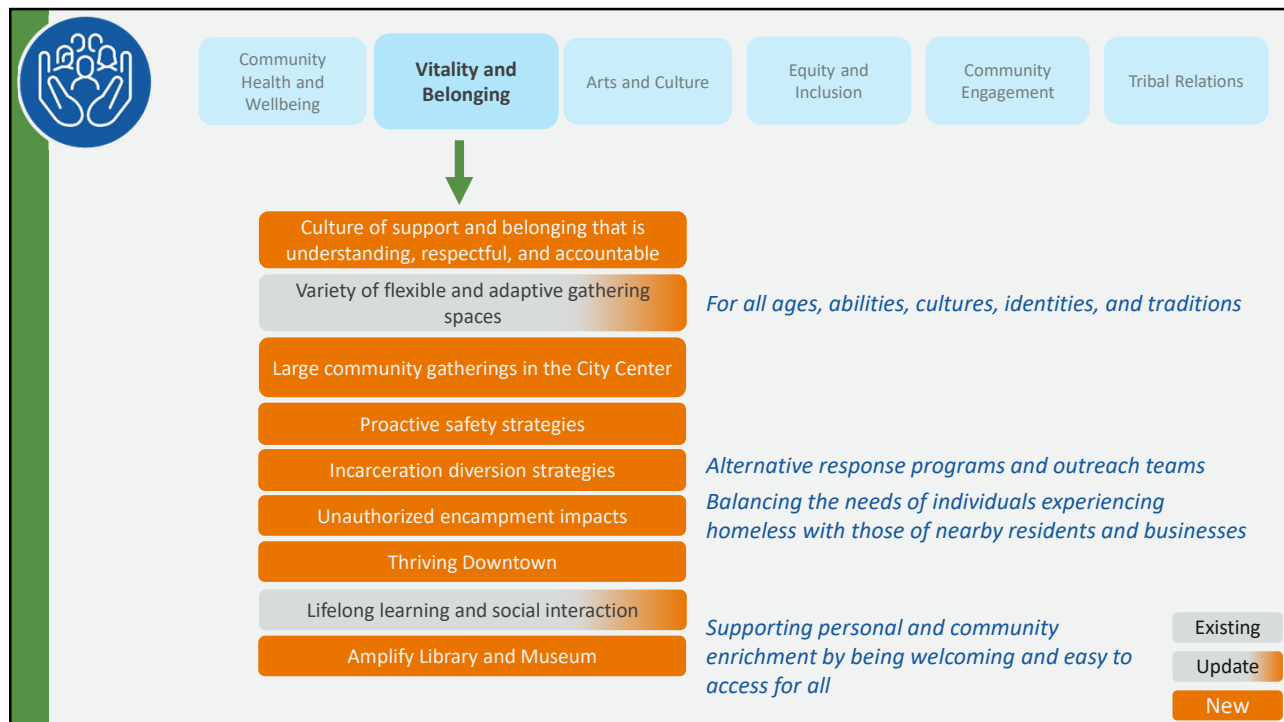 Community
Health and
Wellbeing
Vitality and
Belonging
Arts and Culture
Equity and
Inclusion
Community
Engagement
Tribal Relations
Culture of support and belonging that is
understanding, respectful, and accountable
Variety of flexible and adaptive gathering
spaces
For all ages, abilities, cultures, identities, and traditions
Large community gatherings in the City Center
Proactive safety strategies
Incarceration diversion strategies
Alternative response programs and outreach teams
Unauthorized encampment impacts
Balancing the needs of individuals experiencing
homeless with those of nearby residents and businesses
Thriving Downtown
Lifelong learning and social interaction
Amplify Library and Museum
Supporting personal and community
enrichment by being welcoming and easy to
access for all
Existing
Update
New